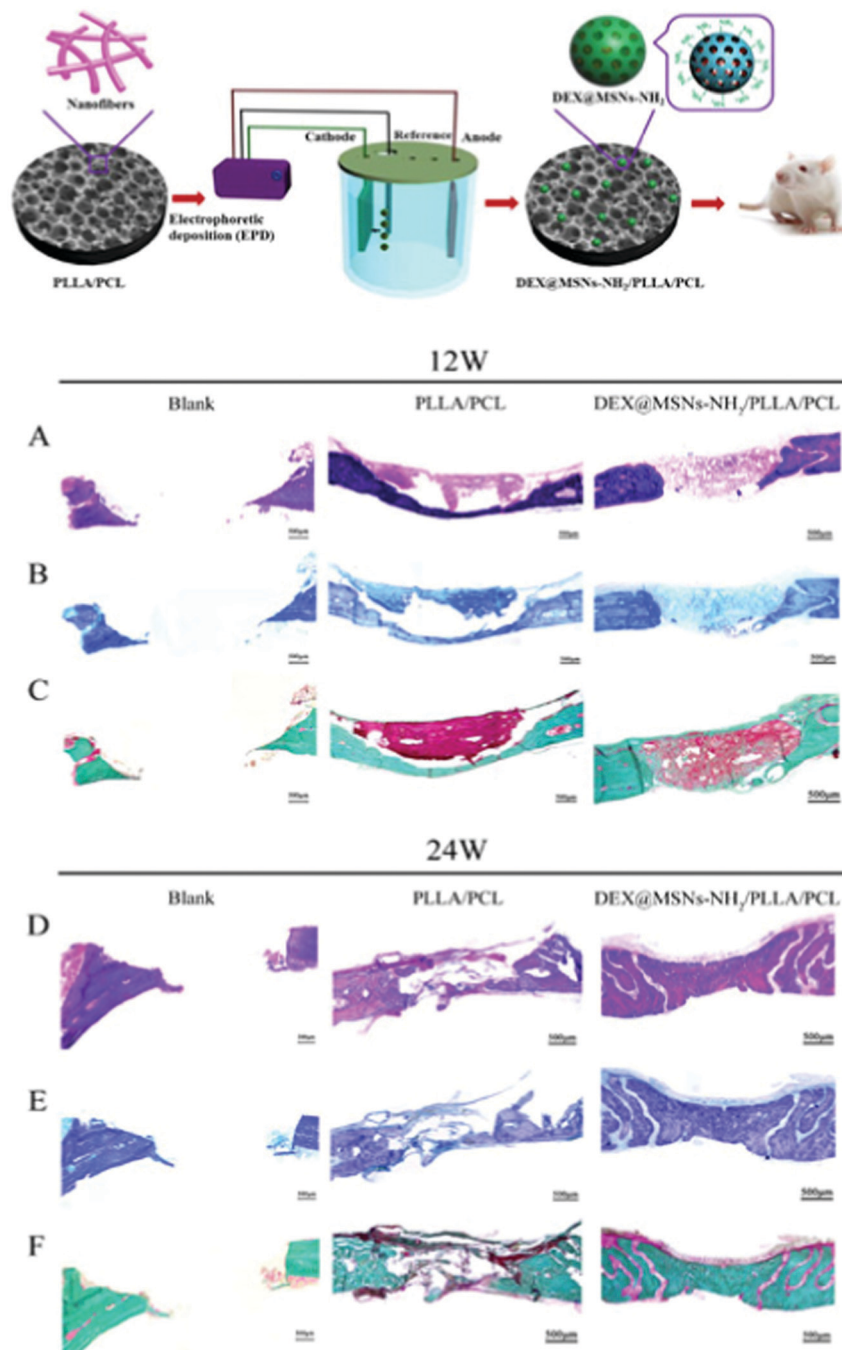 Nanofibers
PLLA/PCL
Electrophoretic
deposition (EPD)
Cathode
Reference
Anode
DEX@MSNs-NH₂
DEX@MSNs-NH₂/PLLA/PCL
12W
Blank PLLA/PCL DEX@MSNs-NH₂/PLLA/PCL
A
500μm
B
500μm
C
500μm
24W
Blank PLLA/PCL DEX@MSNs-NH₂/PLLA/PCL
D
500μm 500μm
E
500μm 500μm
F
500μm 500μm